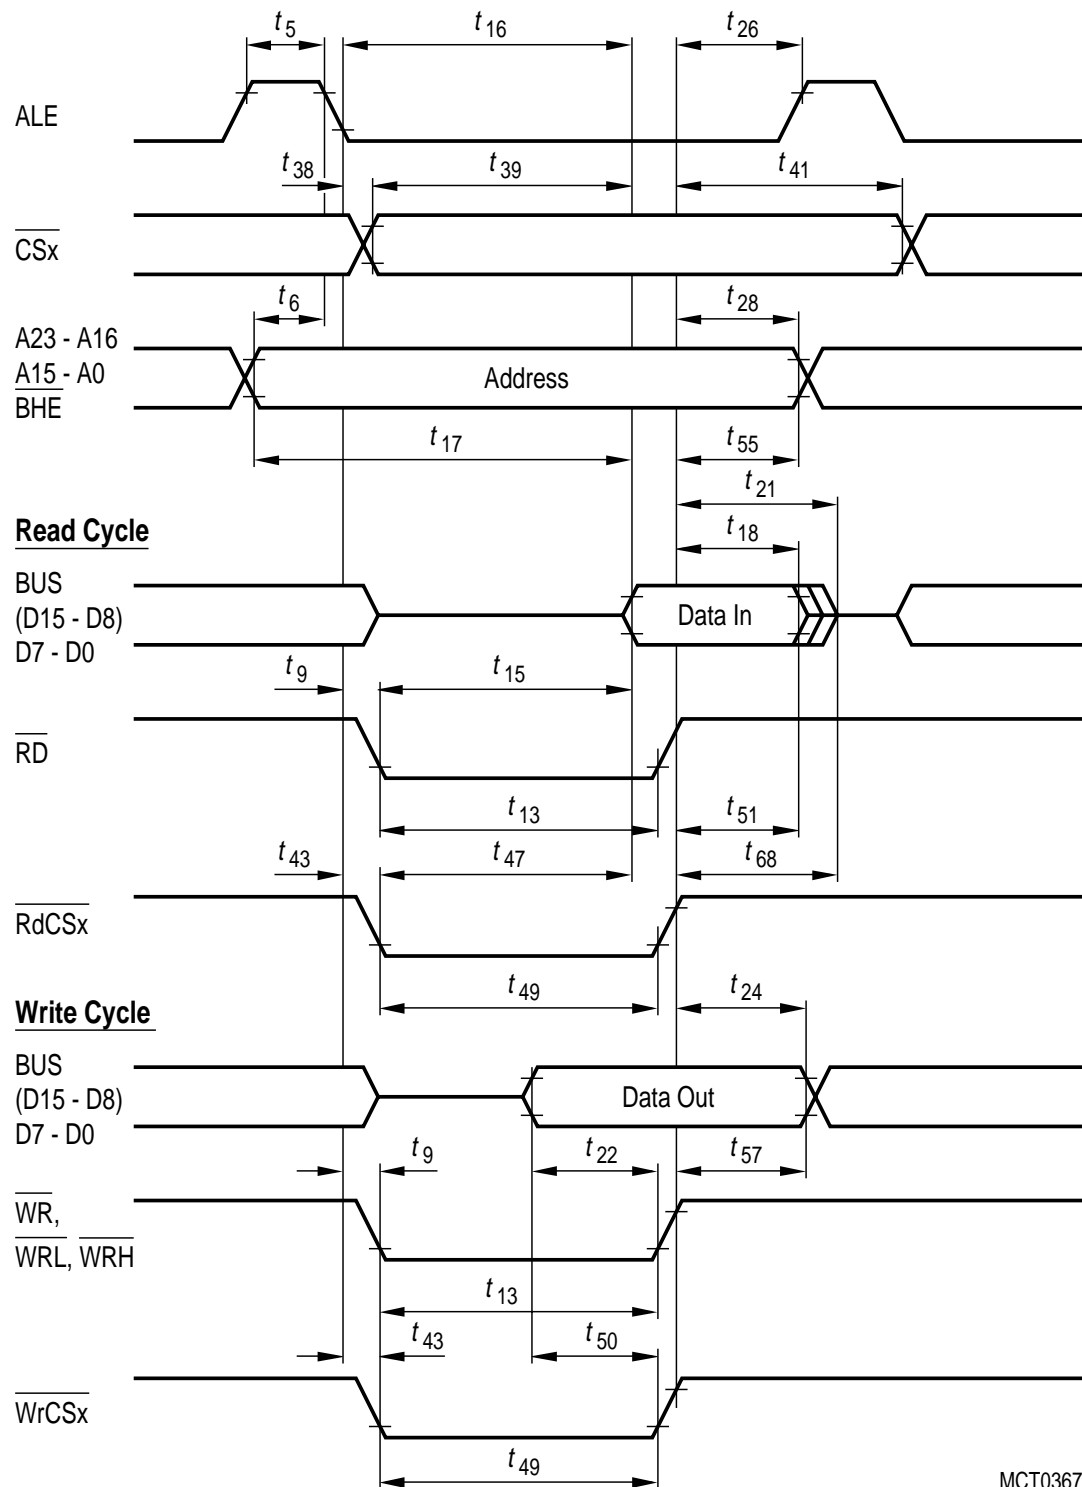 t5 t16 t26
ALE
t38 t39 t41
CSx
t6 t28
A23 - A16
A15 - A0
Address
BHE
t17 t55
t21
Read Cycle
t18
BUS
(D15 - D8)
Data In
D7 - D0
t9 t15
RD
t13 t51
t43 t47 t68
RdCSx
t49 t24
Write Cycle
BUS
(D15 - D8)
Data Out
D7 - D0
t9 t22 t57
WR,
WRL, WRH
t13
t43 t50
WrCSx
t49
MCT0367